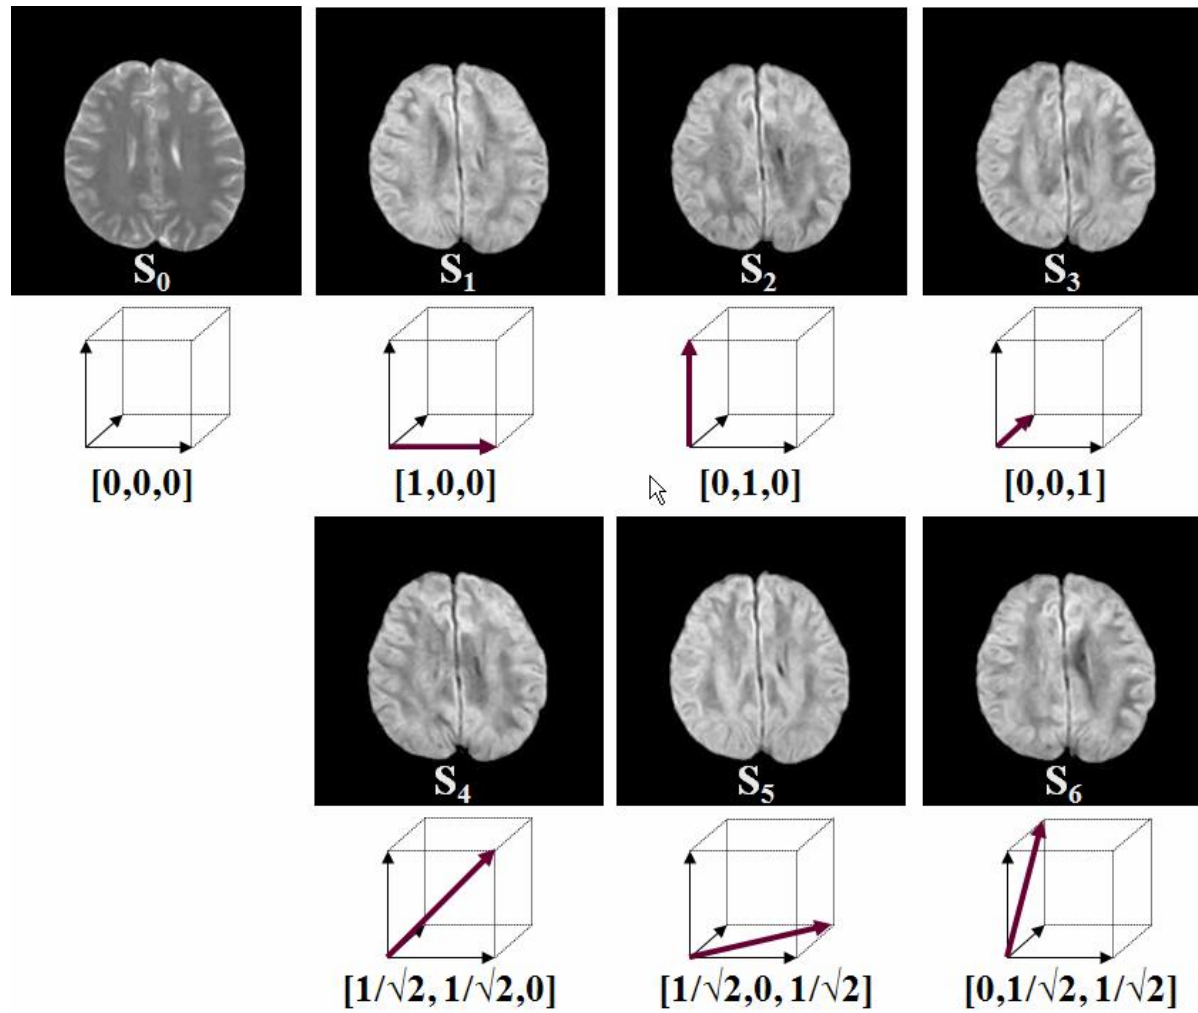 S₀ S₁ S₂ S₃
[0,0,0] [1,0,0] [0,1,0] [0,0,1]
S₄ S₅ S₆
[1/√2, 1/√2,0] [1/√2,0, 1/√2] [0,1/√2, 1/√2]